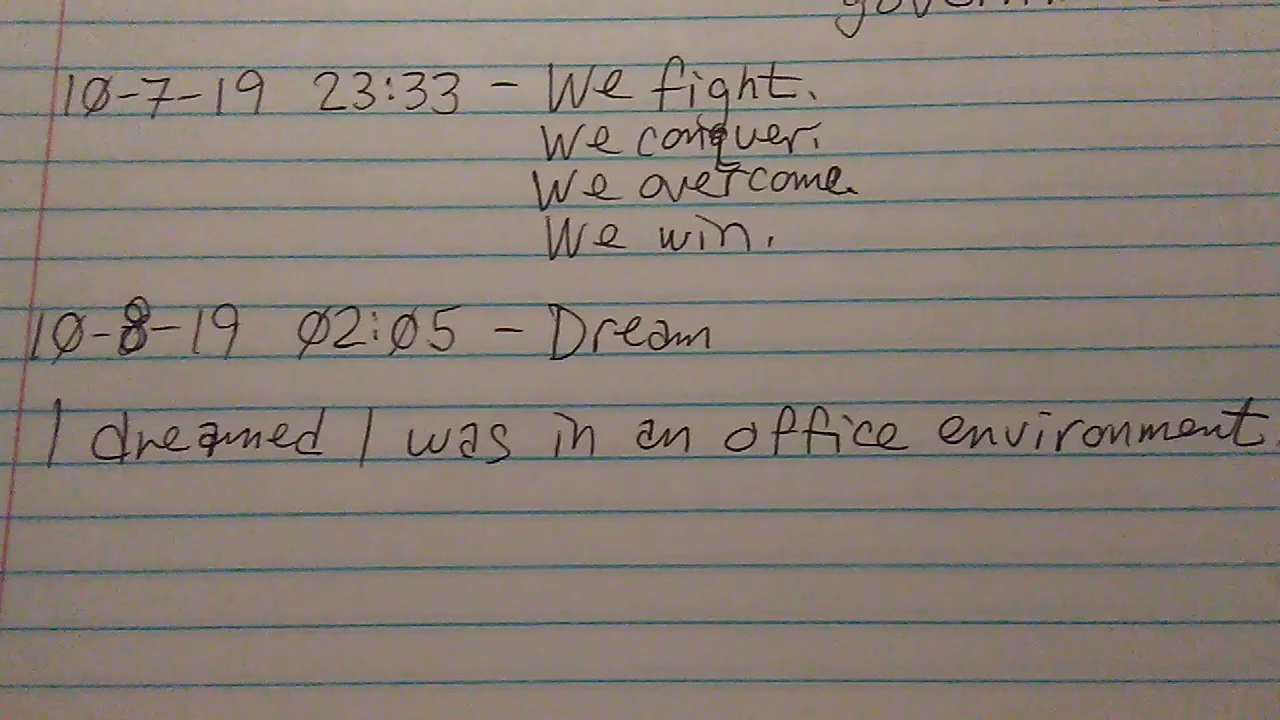 10-7-19 23:33 - We fight.
We conquer.
We overcome.
We win.
10-8-19 02:05 - Dream
I dreamed I was in an office environment.